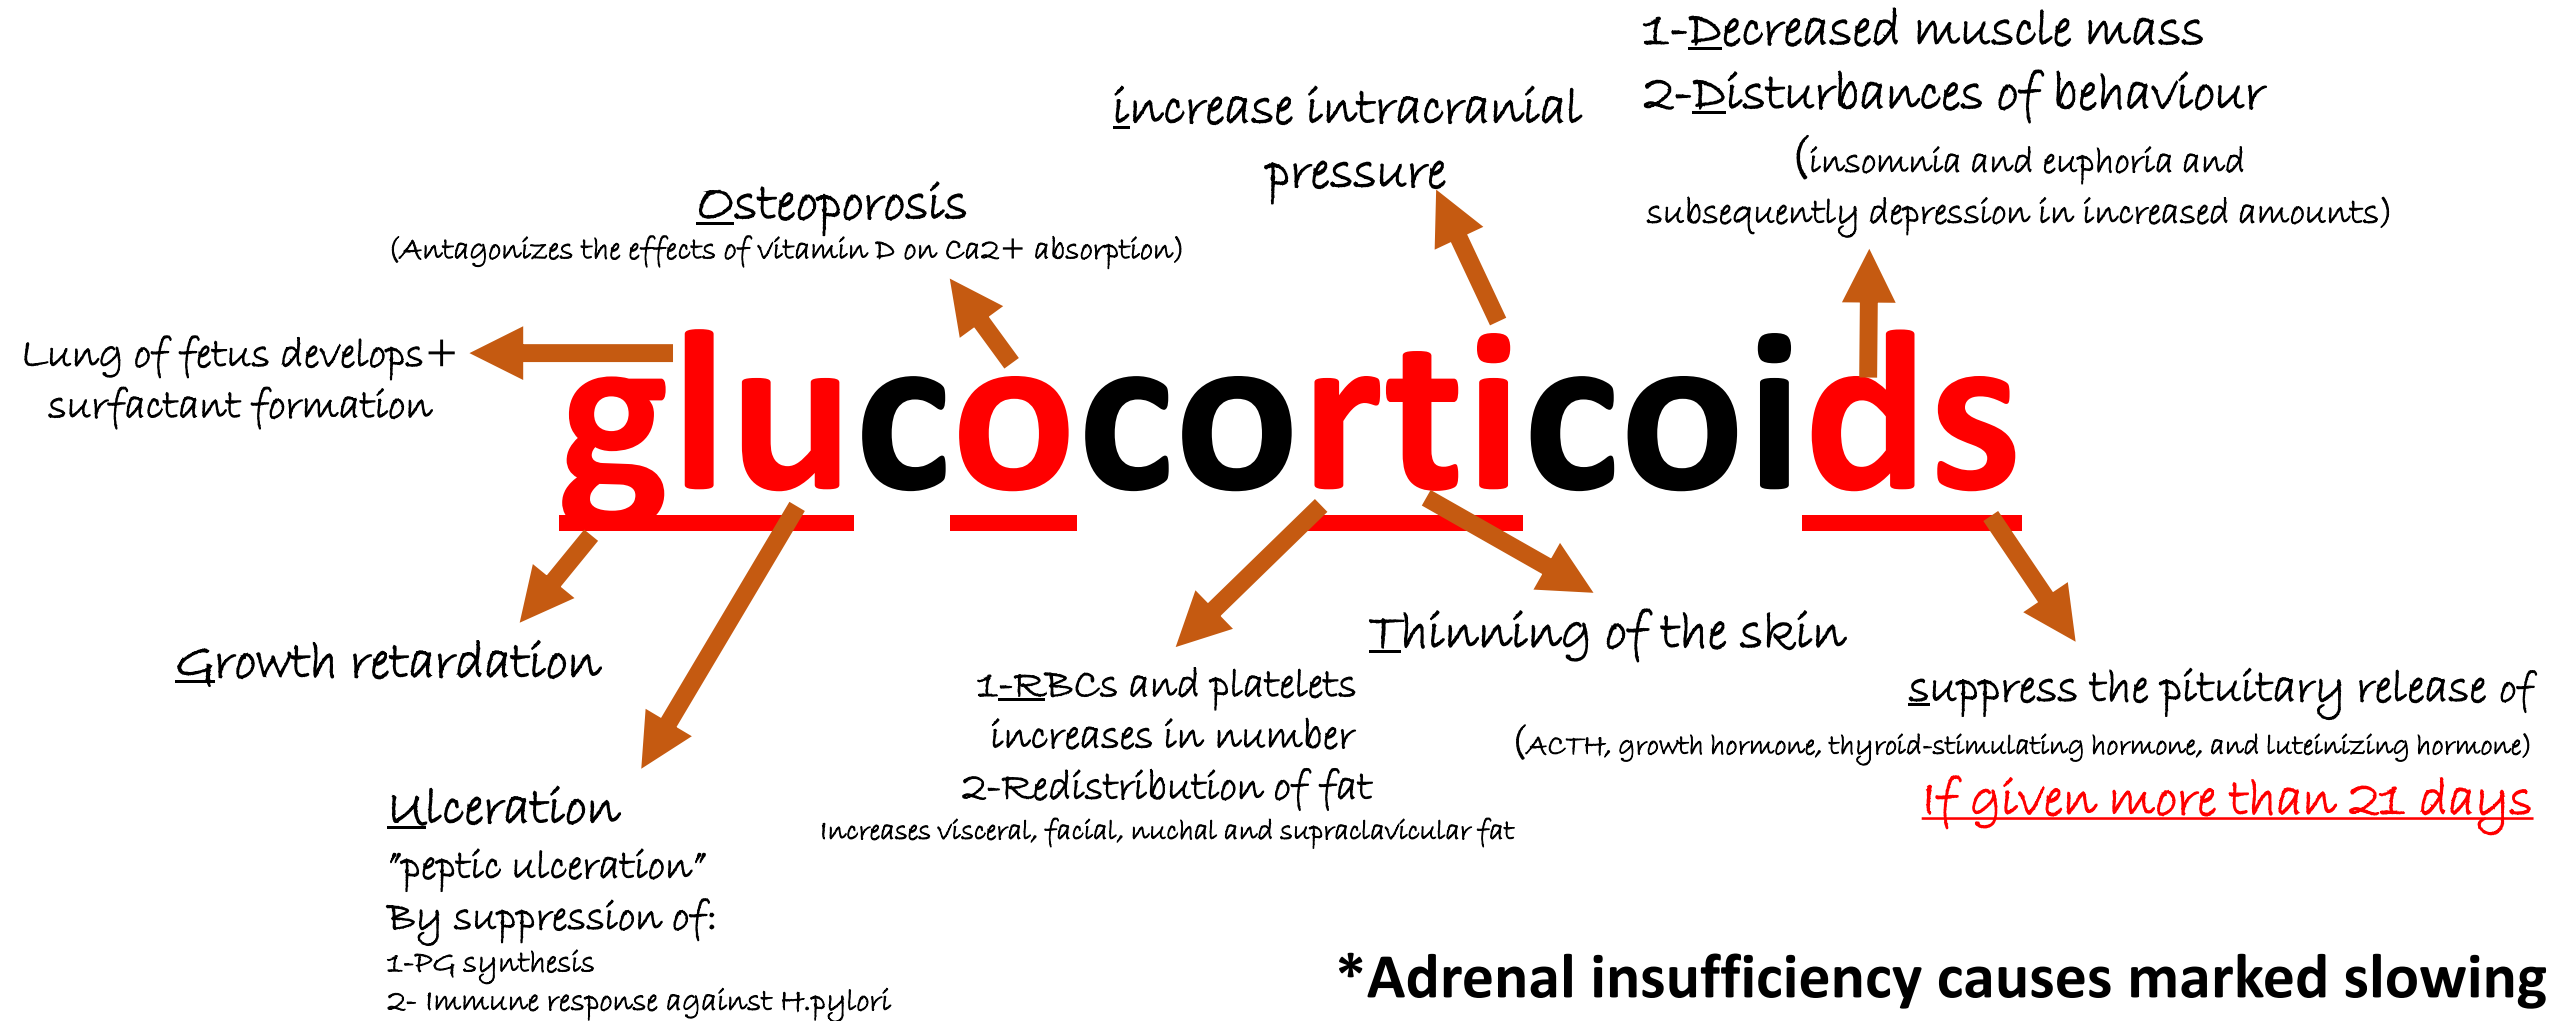 1-Decreased muscle mass
2-Disturbances of behaviour
(insomnia and euphoria and
subsequently depression in increased amounts)
increase intracranial
pressure
Osteoporosis
(Antagonizes the effects of vitamin D on Ca2+ absorption)
Lung of fetus develops+
surfactant formation
glucocorticoids
Growth retardation
Ulceration
"peptic ulceration"
By suppression of:
1-PG synthesis
2- Immune response against H.pylori
1-RBCs and platelets
increases in number
2-Redistribution of fat
Increases visceral, facial, nuchal and supraclavicular fat
Thinning of the skin
suppress the pituitary release of
(ACTH, growth hormone, thyroid-stimulating hormone, and luteinizing hormone)
If given more than 21 days
*Adrenal insufficiency causes marked slowing